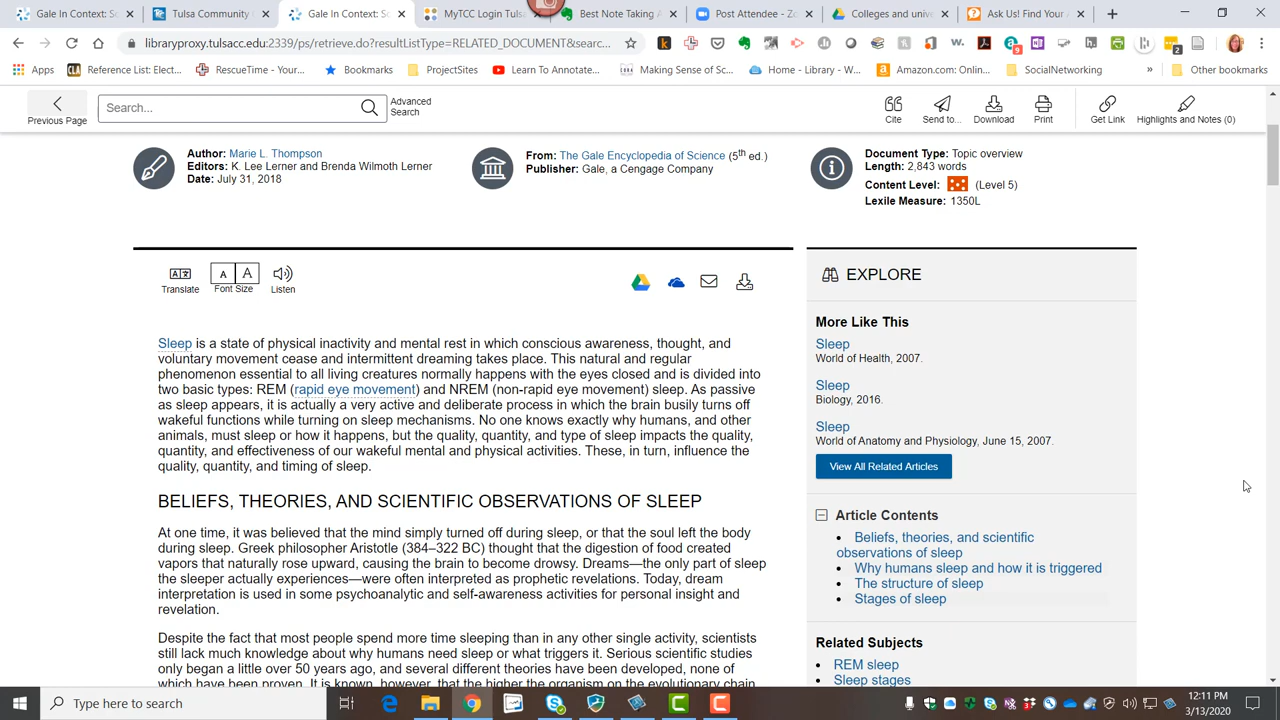 Gale In Context: Sc
Tulsa Community
Gale In Context: Sc
MyTCC Login Tulsa
Best Note Taking A
Post Attendee - Zo
Colleges and unive
Ask Us! Find Your A
libraryproxy.tulsacc.edu:2339/ps/retrieve.do?resultListType=RELATED_DOCUMENT&searc...
Apps
Reference List: Elect...
RescueTime - Your...
Bookmarks
ProjectSites
Learn To Annotate...
Making Sense of Sc...
Home - Library - W...
Amazon.com: Onlin...
SocialNetworking
»
Other bookmarks
Previous Page
Search...
Advanced
Search
Cite
Send to...
Download
Print
Get Link
Highlights and Notes (0)
Author: Marie L. Thompson
Editors: K. Lee Lerner and Brenda Wilmoth Lerner
Date: July 31, 2018
From: The Gale Encyclopedia of Science (5th ed.)
Publisher: Gale, a Cengage Company
Document Type: Topic overview
Length: 2,843 words
Content Level: (Level 5)
Lexile Measure: 1350L
Translate
A A
Font Size
Listen
Sleep is a state of physical inactivity and mental rest in which conscious awareness, thought, and
voluntary movement cease and intermittent dreaming takes place. This natural and regular
phenomenon essential to all living creatures normally happens with the eyes closed and is divided into
two basic types: REM (rapid eye movement) and NREM (non-rapid eye movement) sleep. As passive
as sleep appears, it is actually a very active and deliberate process in which the brain busily turns off
wakeful functions while turning on sleep mechanisms. No one knows exactly why humans, and other
animals, must sleep or how it happens, but the quality, quantity, and type of sleep impacts the quality,
quantity, and effectiveness of our wakeful mental and physical activities. These, in turn, influence the
quality, quantity, and timing of sleep.
BELIEFS, THEORIES, AND SCIENTIFIC OBSERVATIONS OF SLEEP
At one time, it was believed that the mind simply turned off during sleep, or that the soul left the body
during sleep. Greek philosopher Aristotle (384–322 BC) thought that the digestion of food created
vapors that naturally rose upward, causing the brain to become drowsy. Dreams—the only part of sleep
the sleeper actually experiences—were often interpreted as prophetic revelations. Today, dream
interpretation is used in some psychoanalytic and self-awareness activities for personal insight and
revelation.
Despite the fact that most people spend more time sleeping than in any other single activity, scientists
still lack much knowledge about why humans need sleep or what triggers it. Serious scientific studies
only began a little over 50 years ago, and several different theories have been developed, none of
which have been proven. It is known, however, that the higher the organism on the evolutionary chain
EXPLORE
More Like This
Sleep
World of Health, 2007.
Sleep
Biology, 2016.
Sleep
World of Anatomy and Physiology, June 15, 2007.
View All Related Articles
Article Contents
• Beliefs, theories, and scientific
observations of sleep
• Why humans sleep and how it is triggered
• The structure of sleep
• Stages of sleep
Related Subjects
• REM sleep
• Sleep stages
Type here to search
12:11 PM
3/13/2020